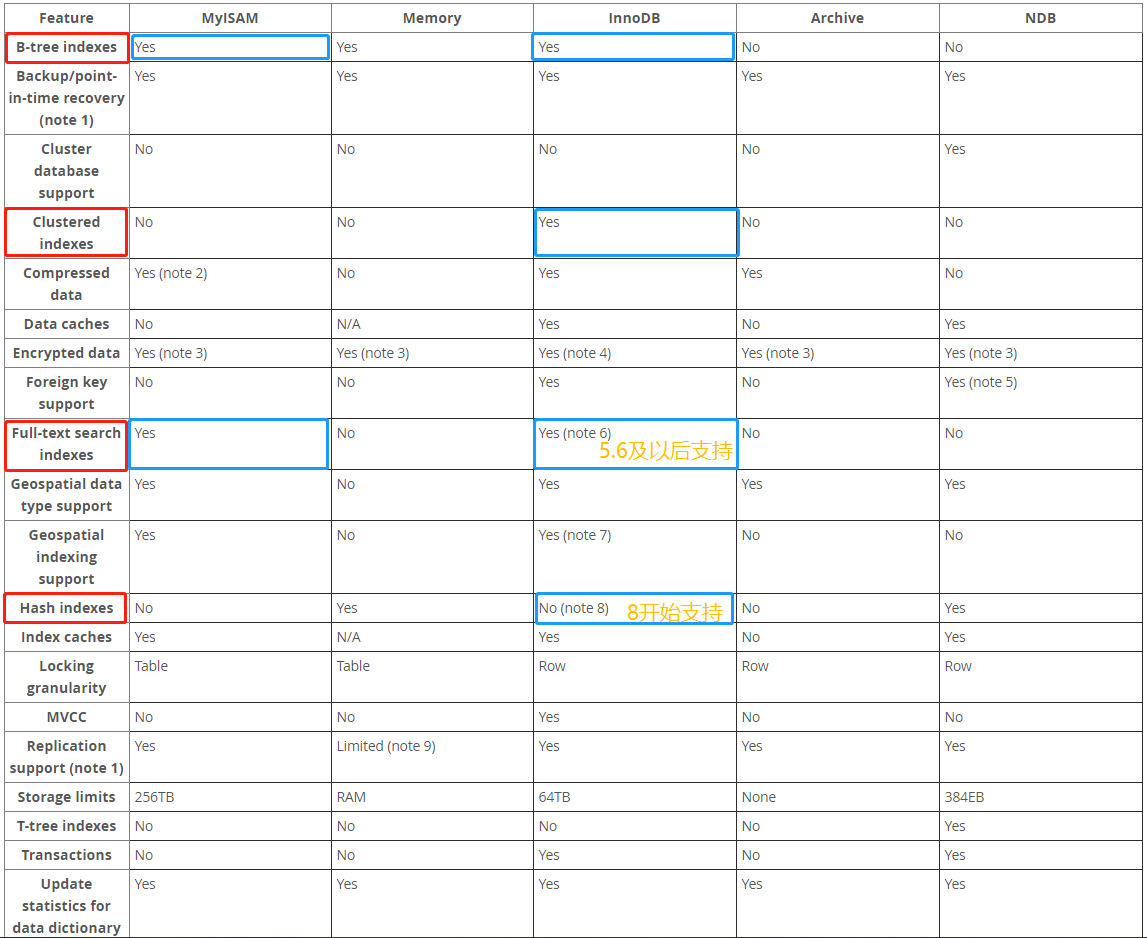 Feature MyISAM Memory InnoDB Archive NDB
B-tree indexes Yes Yes Yes No No
Backup/point- Yes Yes Yes Yes Yes
in-time recovery
(note 1)
Cluster No No No No Yes
database
support
Clustered No No Yes No No
indexes
Compressed Yes (note 2) No Yes Yes No
data
Data caches No N/A Yes No Yes
Encrypted data Yes (note 3) Yes (note 3) Yes (note 4) Yes (note 3) Yes (note 3)
Foreign key No No Yes No Yes (note 5)
support
Full-text search Yes No Yes (note 6) No No
indexes 5.6及以后支持
Geospatial data Yes No Yes Yes Yes
type support
Geospatial Yes No Yes (note 7) No No
indexing
support
Hash indexes No Yes No (note 8) 8开始支持 No Yes
Index caches Yes N/A Yes No Yes
Locking Table Table Row Row Row
granularity
MVCC No No Yes No No
Replication Yes Limited (note 9) Yes Yes Yes
support (note 1)
Storage limits 256TB RAM 64TB None 384EB
T-tree indexes No No No No Yes
Transactions No No Yes No Yes
Update Yes Yes Yes Yes Yes
statistics for
data dictionary